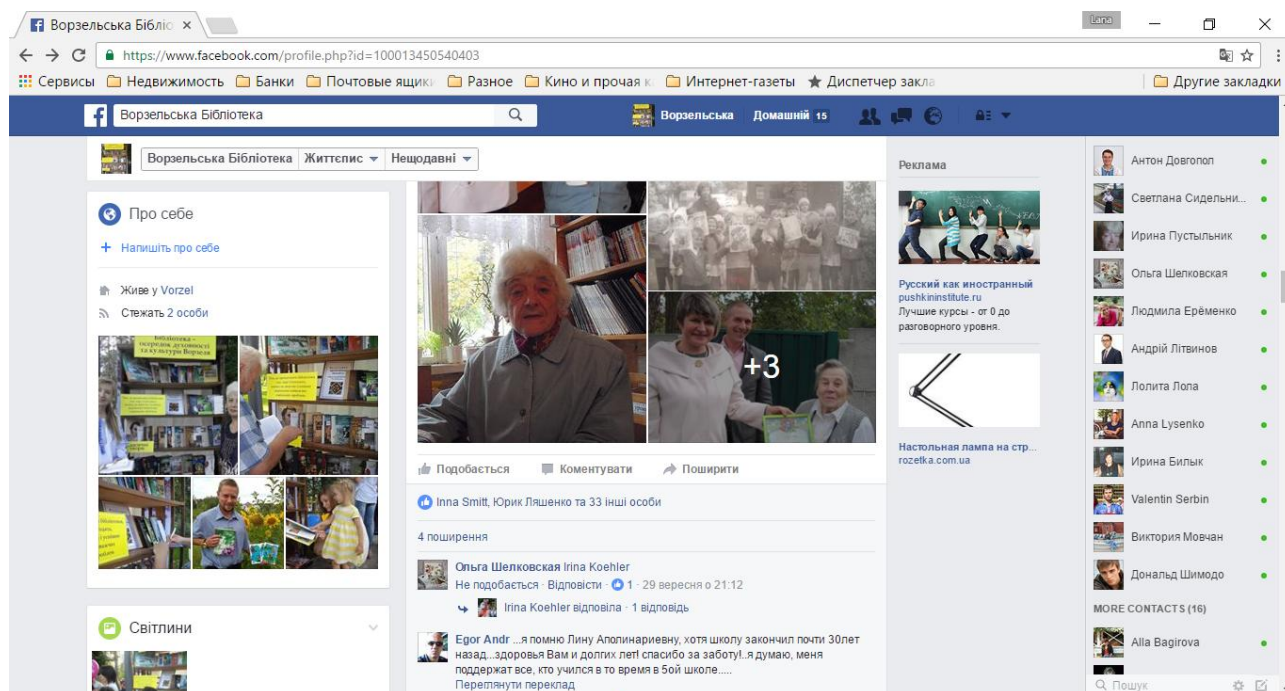 Ворзельська Бібліо
Lana
https://www.facebook.com/profile.php?id=100013450540403
Сервисы Недвижимость Банки Почтовые ящик Разное Кино и прочая к Интернет-газеты Диспетчер закла Другие закладки
Ворзельська Бібліотека
Ворзельська Домашній 15
Ворзельська Бібліотека Життєпис Нещодавні
Про себе
+ Напишіть про себе
Живе у Vorzel
Стежать 2 особи
Бібліотека -
осередок духовності
та культури Ворзеля
Світлини
+3
Подобається Коментувати Поширити
Inna Smitt, Юрик Ляшенко та 33 інші особи
4 поширення
Ольга Шелковская Irina Koehler
Не подобається · Відповісти · 1 · 29 вересня о 21:12
Irina Koehler відповіла · 1 відповідь
Egor Andr ...я помню Лину Аполинариевну, хотя школу закончил почти 30лет
назад...здоровья Вам и долгих лет! спасибо за заботу!..я думаю, меня
поддержат все, кто учился в то время в 5ой школе.....
Переглянути переклад
Реклама
Русский как иностранный
pushkininstitute.ru
Лучшие курсы - от 0 до
разговорного уровня.
Настольная лампа на стр...
rozetka.com.ua
Антон Довгопол
Светлана Сидельни...
Ирина Пустыльник
Ольга Шелковская
Людмила Ерёменко
Андрій Літвинов
Лолита Лола
Anna Lysenko
Ирина Билык
Valentin Serbin
Виктория Мовчан
Дональд Шимодо
MORE CONTACTS (16)
Alla Bagirova
Пошук